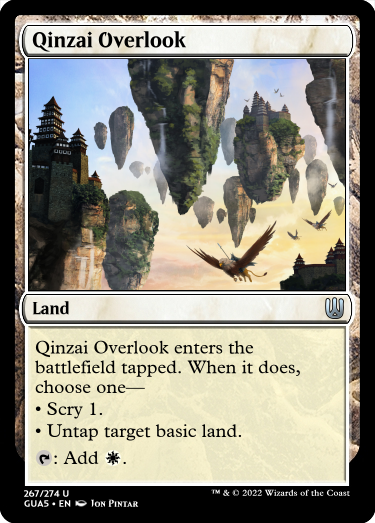 Qinzai Overlook
Land
Qinzai Overlook enters the
battlefield tapped. When it does,
choose one—
• Scry 1.
• Untap target basic land.
: Add .
267/274 U
GUA5 • EN Jon Pintar
™ & © 2022 Wizards of the Coast